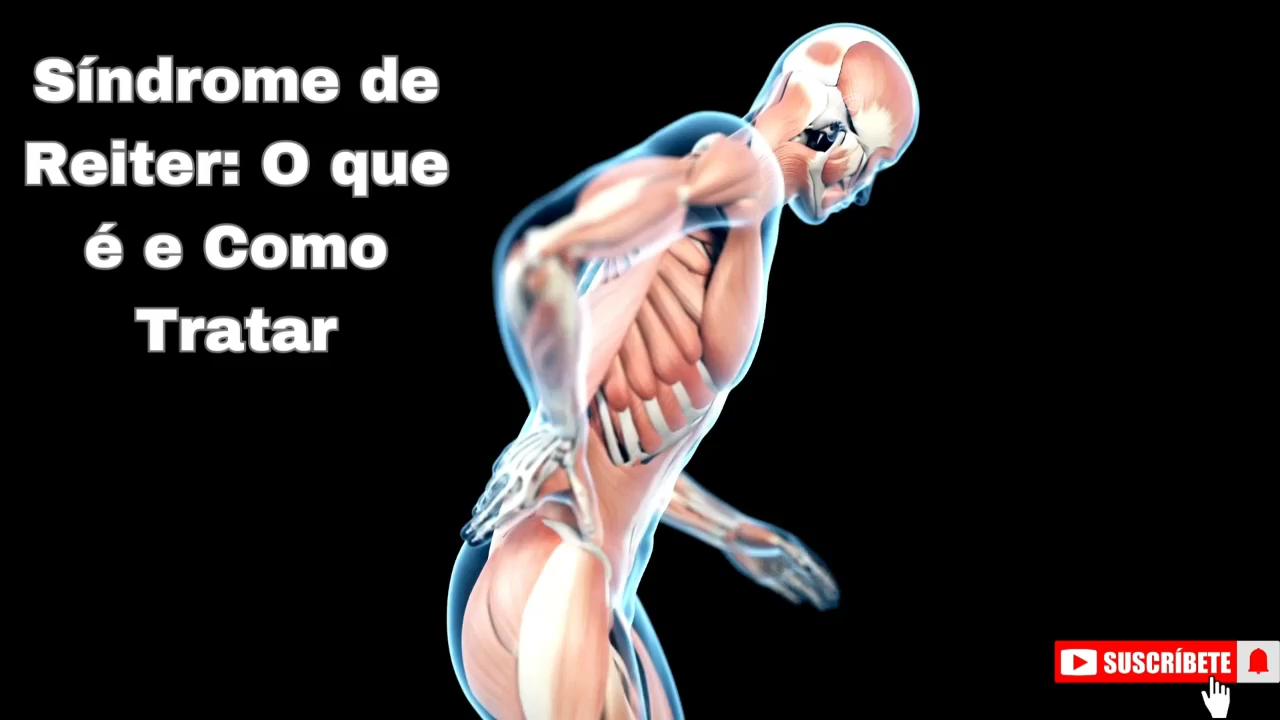 Síndrome de
Reiter: O que
é e Como
Tratar
SUSCRÍBETE